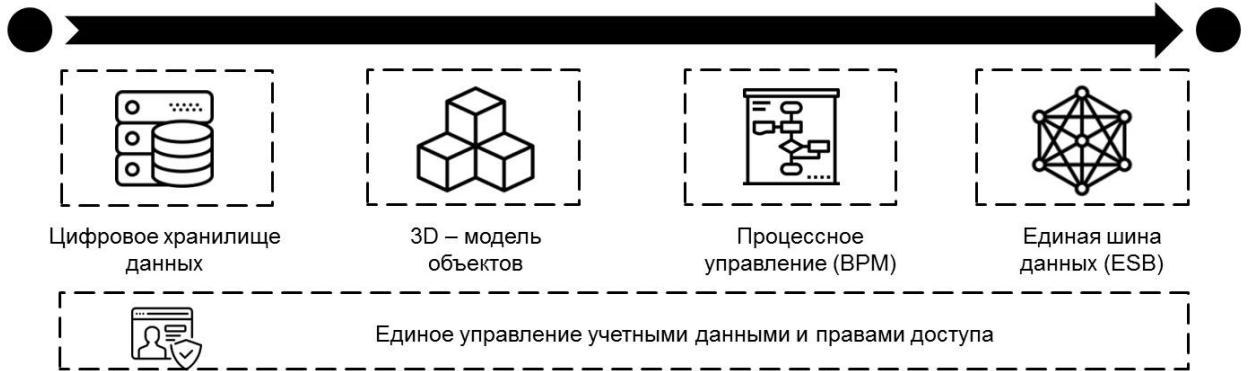 Цифровое хранилище
данных
3D – модель
объектов
Процессное
управление (BPM)
Единая шина
данных (ESB)
Единое управление учетными данными и правами доступа